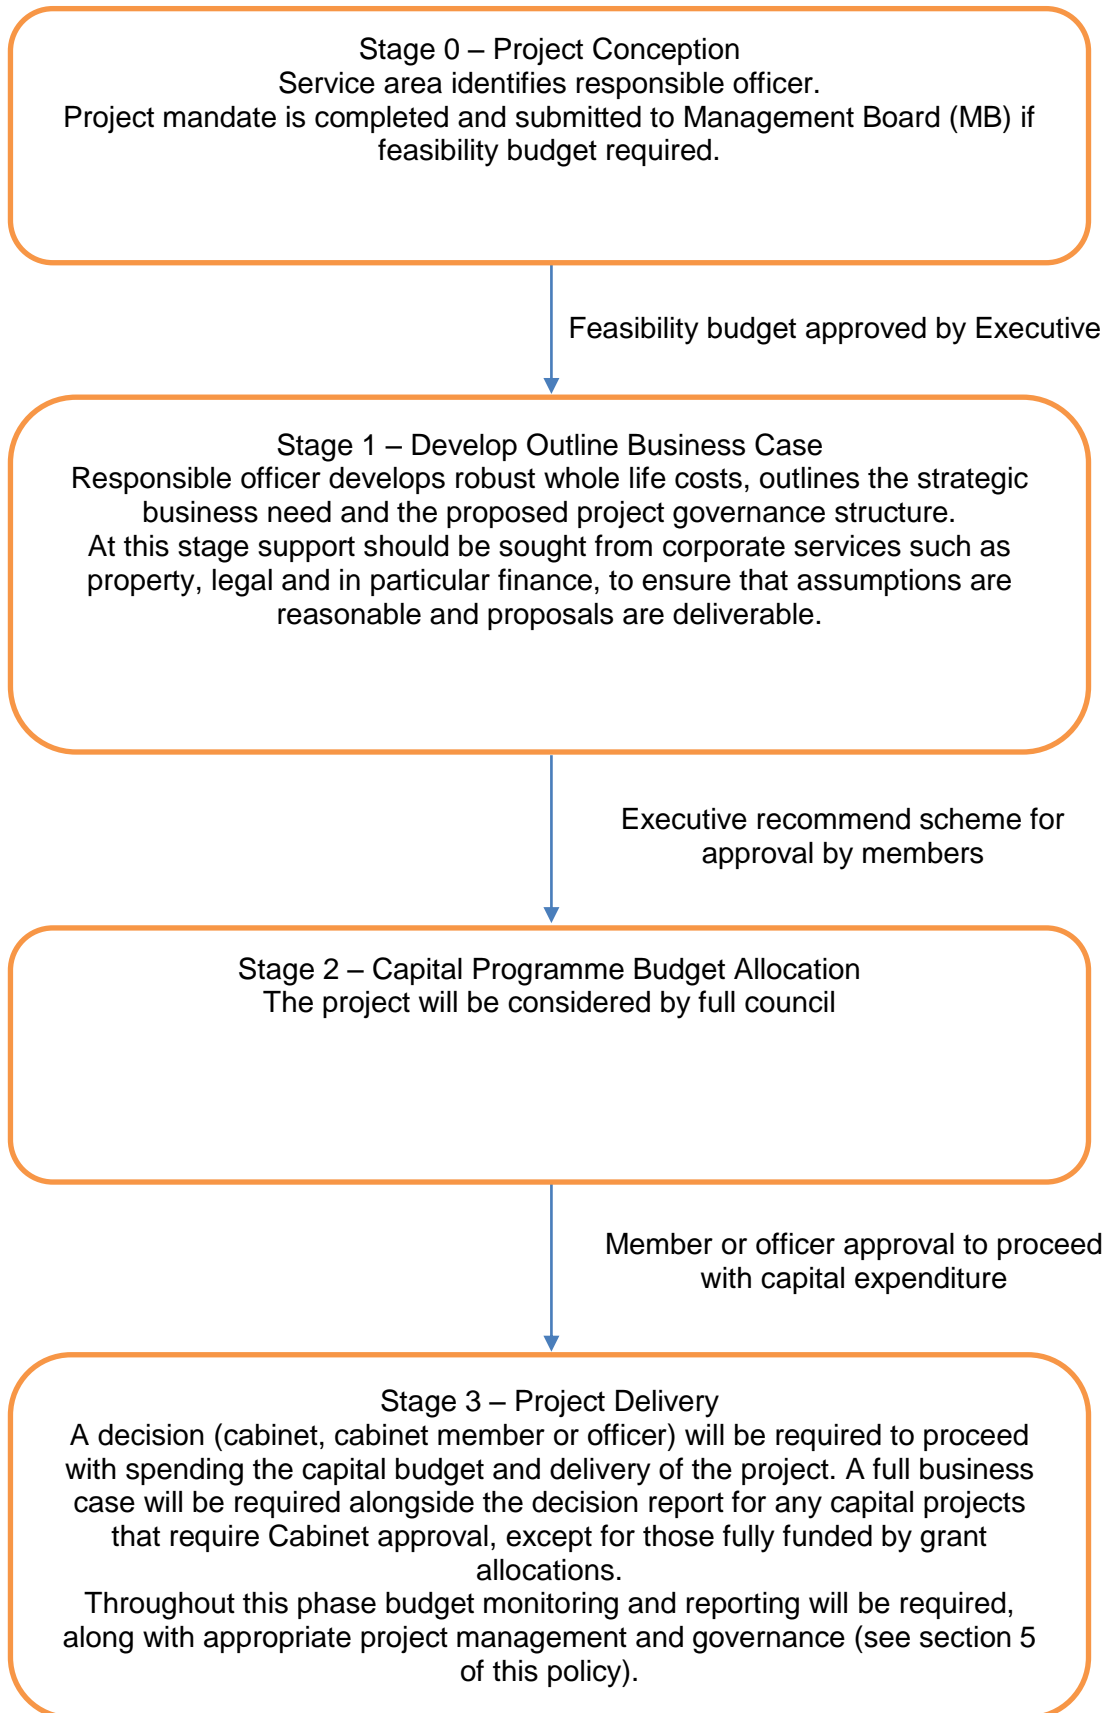 Stage 0 – Project Conception
Service area identifies responsible officer.
Project mandate is completed and submitted to Management Board (MB) if
feasibility budget required.
Feasibility budget approved by Executive
Stage 1 – Develop Outline Business Case
Responsible officer develops robust whole life costs, outlines the strategic
business need and the proposed project governance structure.
At this stage support should be sought from corporate services such as
property, legal and in particular finance, to ensure that assumptions are
reasonable and proposals are deliverable.
Executive recommend scheme for
approval by members
Stage 2 – Capital Programme Budget Allocation
The project will be considered by full council
Member or officer approval to proceed
with capital expenditure
Stage 3 – Project Delivery
A decision (cabinet, cabinet member or officer) will be required to proceed
with spending the capital budget and delivery of the project. A full business
case will be required alongside the decision report for any capital projects
that require Cabinet approval, except for those fully funded by grant
allocations.
Throughout this phase budget monitoring and reporting will be required,
along with appropriate project management and governance (see section 5
of this policy).